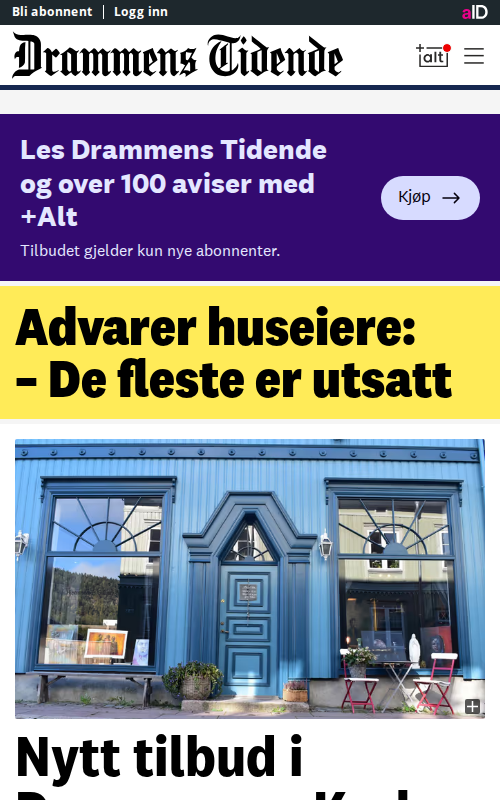 Bli abonnent | Logg inn
aID
Drammens Tidende
+alt
Les Drammens Tidende
og over 100 aviser med
+Alt
Kjøp →
Tilbudet gjelder kun nye abonnenter.
Advarer huseiere:
– De fleste er utsatt
Nytt tilbud i